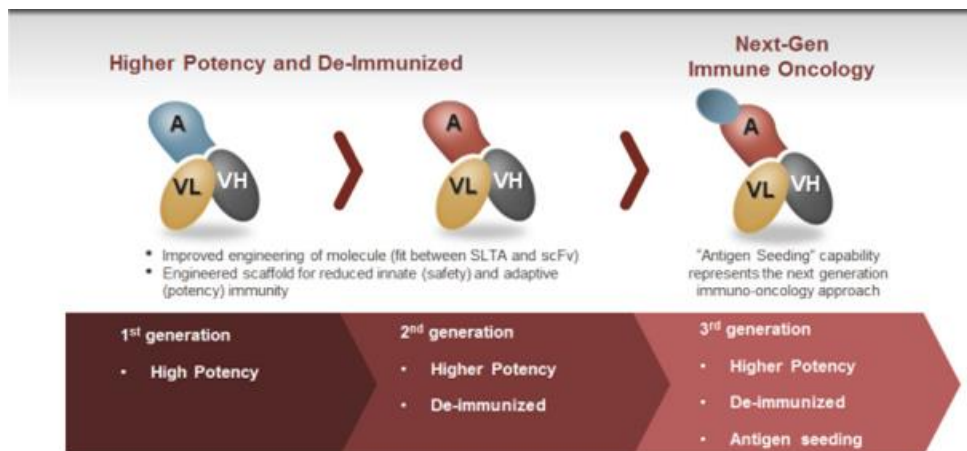 Higher Potency and De-Immunized
Next-Gen
Immune Oncology
A
VL
VH
A
VL
VH
A
VL
VH
• Improved engineering of molecule (fit between SLTA and scFv)
• Engineered scaffold for reduced innate (safety) and adaptive
(potency) immunity
"Antigen Seeding" capability
represents the next generation
immuno-oncology approach
1st generation
• High Potency
2nd generation
• Higher Potency
• De-immunized
3rd generation
• Higher Potency
• De-immunized
• Antigen seeding